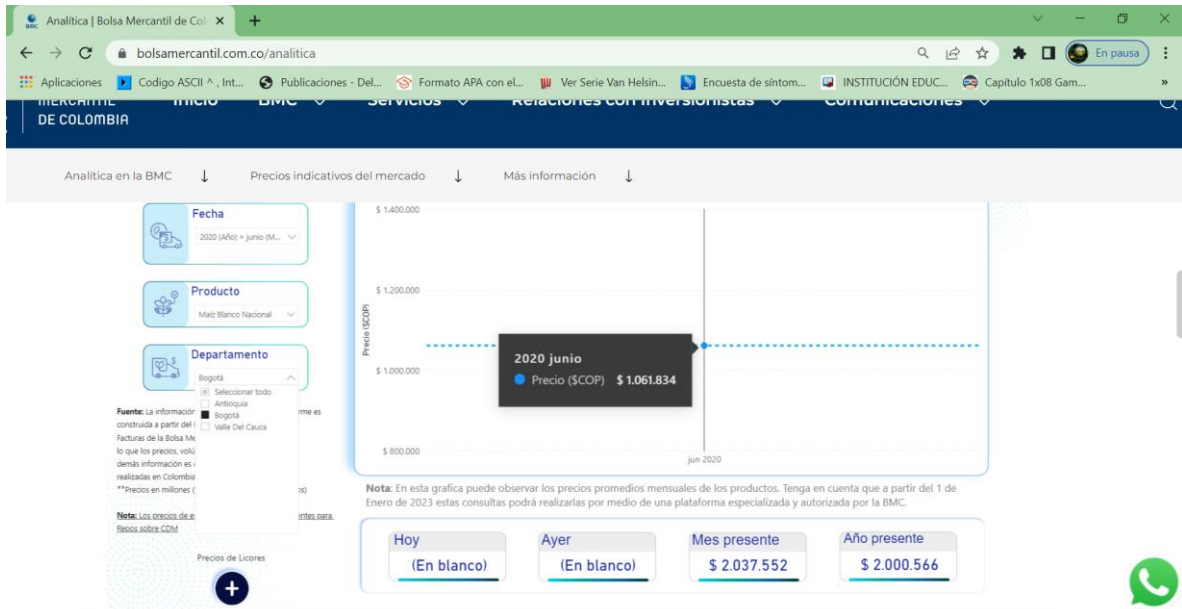 Analítica | Bolsa Mercantil de Col
bolsamercantil.com.co/analitica
En pausa
Aplicaciones
Codigo ASCII ^ , Int...
Publicaciones - Del...
Formato APA con el...
Ver Serie Van Helsin...
Encuesta de síntom...
INSTITUCIÓN EDUC...
Capítulo 1x08 Gam...
»
MERCANTIL
DE COLOMBIA
Inicio
BMC
Servicios
Relaciones con Inversionistas
Comunicaciones
Analítica en la BMC ↓
Precios indicativos del mercado ↓
Más información ↓
Fecha
2020 (Año) + junio (M...
Producto
Maíz Blanco Nacional
Departamento
Bogotá
Seleccionar todo
Antioquia
Bogotá
Valle Del Cauca
Fuente: La información rme es
construida a partir del
Facturas de la Bolsa Me
lo que los precios, volú
demás información es
realizadas en Colombia
**Precios en millones ( os)
Nota: Los precios de e entes para
Repos sobre CDM
Precios de Licores
+
$ 1.400.000
$ 1.200.000
$ 1.000.000
$ 800.000
Precio ($COP)
2020 junio
Precio ($COP) $ 1.061.834
jun 2020
Nota: En esta grafica puede observar los precios promedios mensuales de los productos. Tenga en cuenta que a partir del 1 de
Enero de 2023 estas consultas podrá realizarlas por medio de una plataforma especializada y autorizada por la BMC.
Hoy
(En blanco)
Ayer
(En blanco)
Mes presente
$ 2.037.552
Año presente
$ 2.000.566